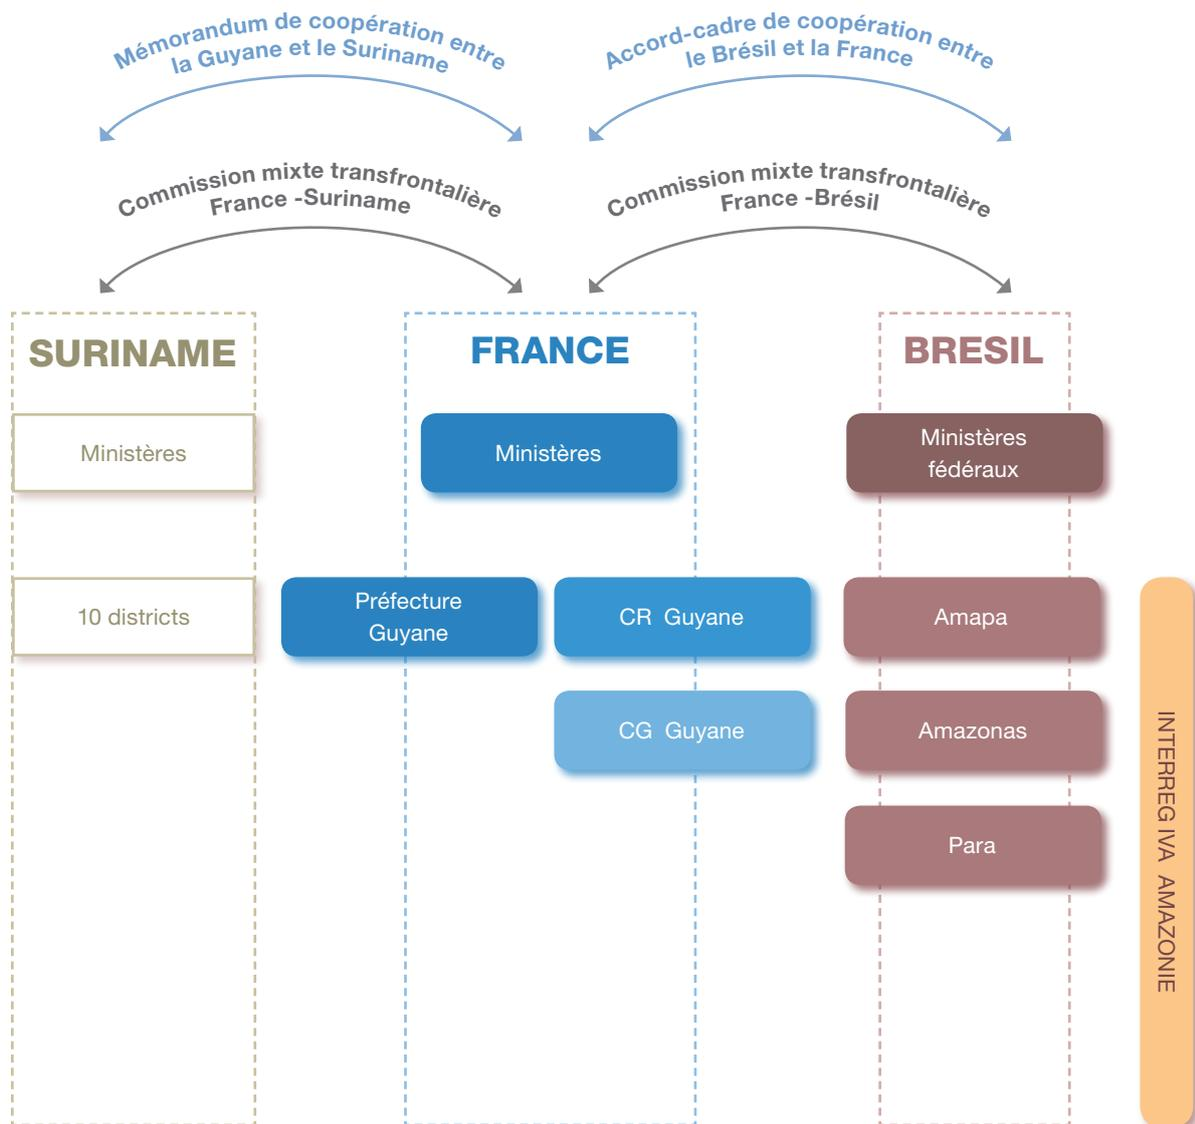 Mémorandum de coopération entre
la Guyane et le Suriname
Accord-cadre de coopération entre
le Brésil et la France
Commission mixte transfrontalière
France -Suriname
Commission mixte transfrontalière
France -Brésil
SURINAME
FRANCE
BRESIL
Ministères
Ministères
Ministères
fédéraux
10 districts
Préfecture
Guyane
CR Guyane
Amapa
CG Guyane
Amazonas
Para
INTERREG IVA AMAZONIE